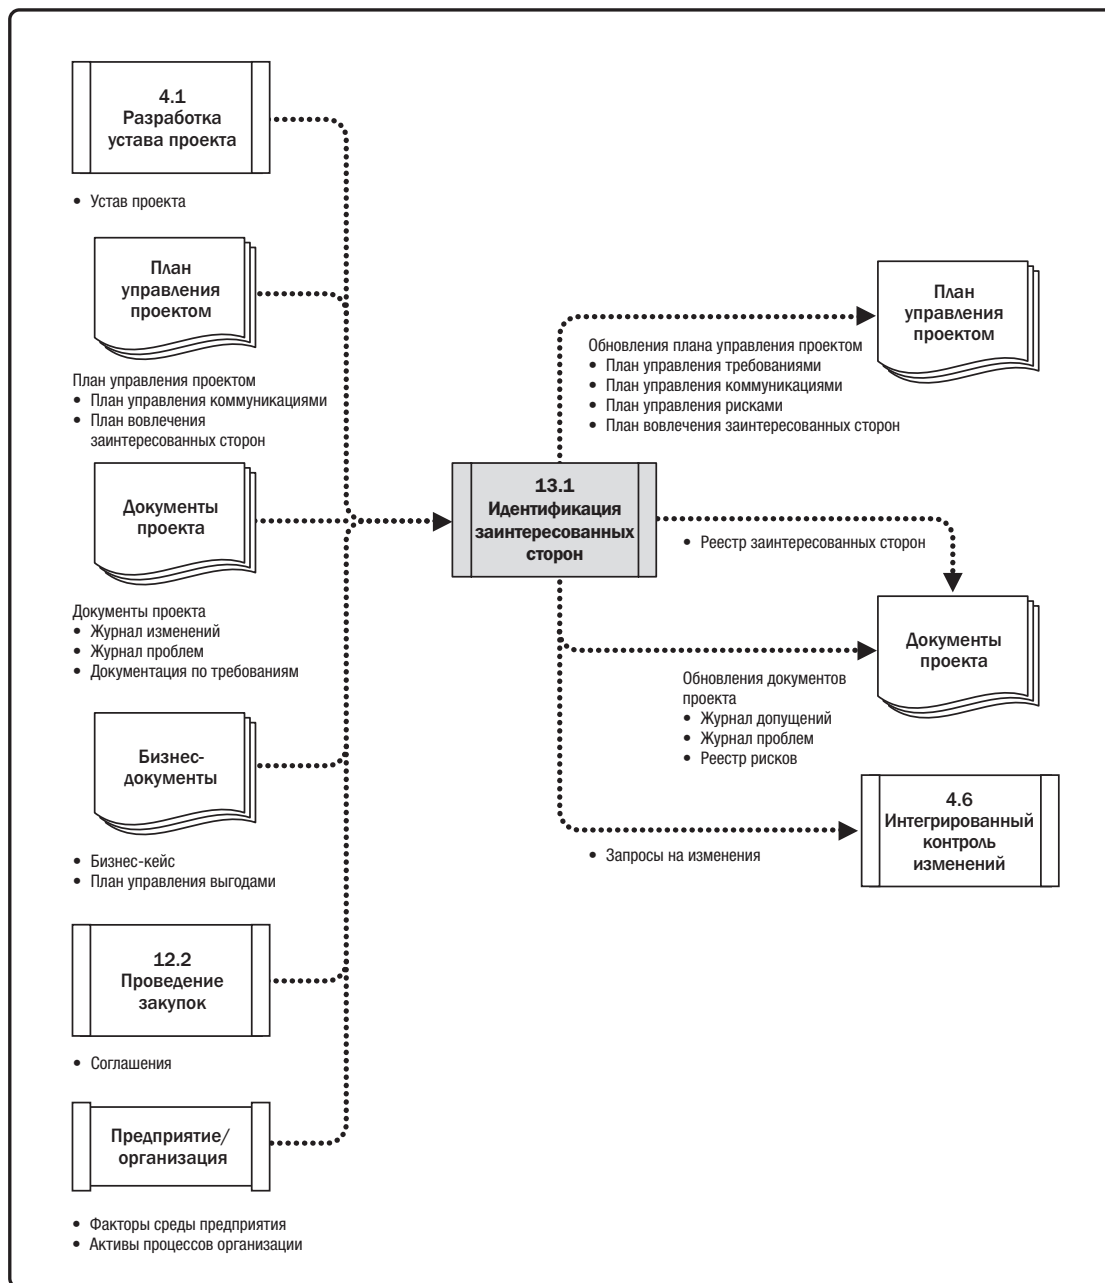 4.1
Разработка
устава проекта
• Устав проекта
План
управления
проектом
План управления проектом
• План управления коммуникациями
• План вовлечения
заинтересованных сторон
Документы
проекта
Документы проекта
• Журнал изменений
• Журнал проблем
• Документация по требованиям
Бизнес-
документы
• Бизнес-кейс
• План управления выгодами
12.2
Проведение
закупок
• Соглашения
Предприятие/
организация
• Факторы среды предприятия
• Активы процессов организации
13.1
Идентификация
заинтересованных
сторон
Обновления плана управления проектом
• План управления требованиями
• План управления коммуникациями
• План управления рисками
• План вовлечения заинтересованных сторон
План
управления
проектом
• Реестр заинтересованных сторон
Документы
проекта
Обновления документов
проекта
• Журнал допущений
• Журнал проблем
• Реестр рисков
• Запросы на изменения
4.6
Интегрированный
контроль
изменений